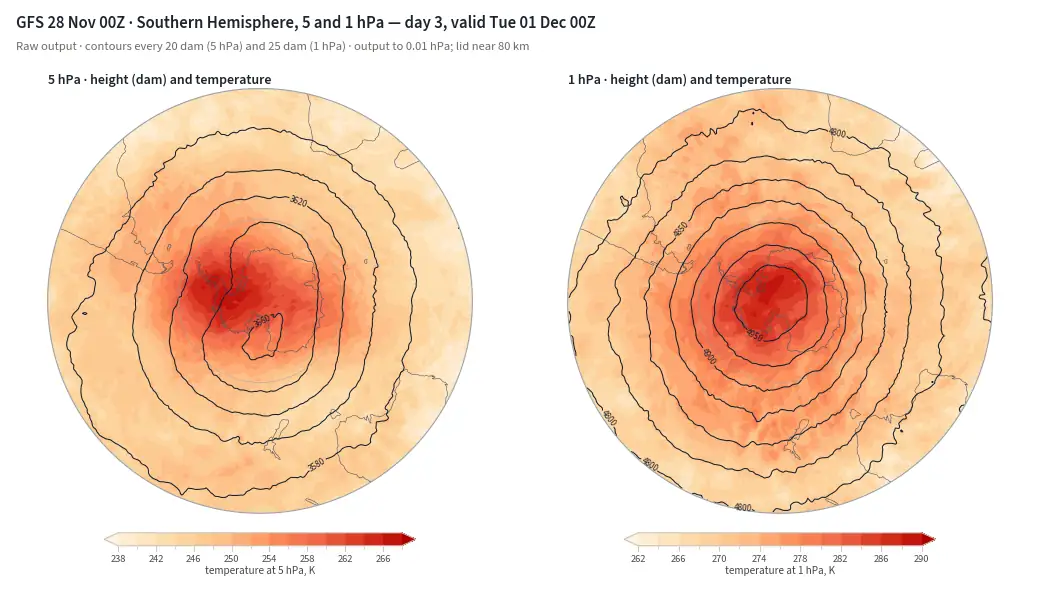 GFS 28 Nov 00Z · Southern Hemisphere, 5 and 1 hPa — day 3, valid Tue 01 Dec 00Z
Raw output · contours every 20 dam (5 hPa) and 25 dam (1 hPa) · output to 0.01 hPa; lid near 80 km
5 hPa · height (dam) and temperature
1 hPa · height (dam) and temperature
4800
3620
4850
4950
4900
4800
3580
4800
4800
238 242 246 250 254 258 262 266
262 266 270 274 278 282 286 290
temperature at 5 hPa, K
temperature at 1 hPa, K